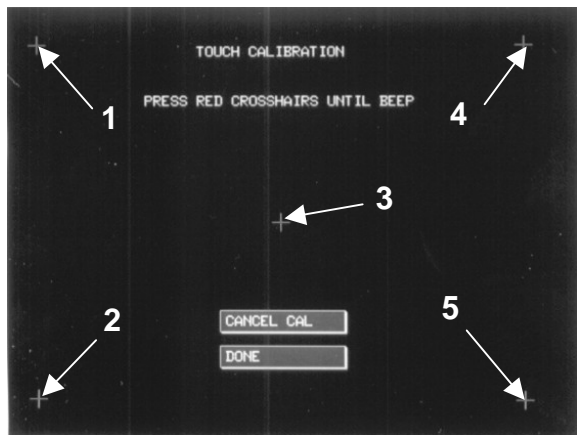 TOUCH CALIBRATION
PRESS RED CROSSHAIRS UNTIL BEEP
1
4
3
2
5
CANCEL CAL
DONE